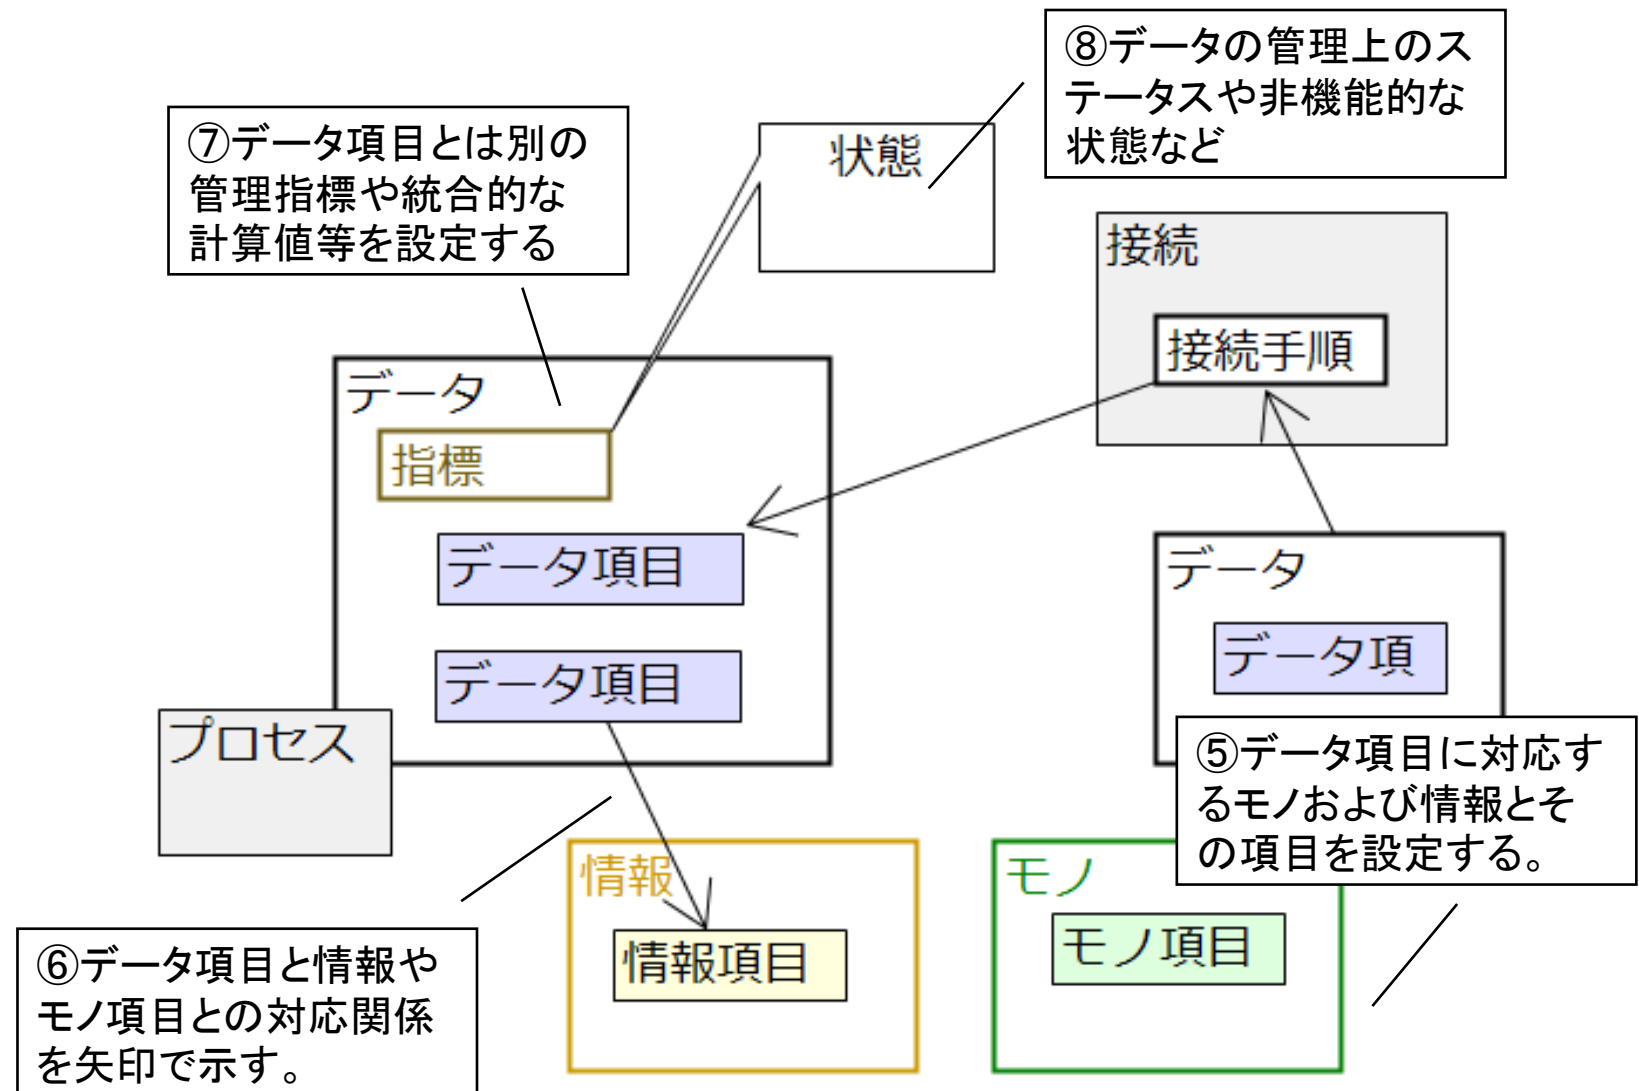 ⑧データの管理上のス
テータスや非機能的な
状態など
⑦データ項目とは別の
管理指標や統合的な
計算値等を設定する
状態
接続
接続手順
データ
指標
データ項目
データ項目
プロセス
データ
データ項
⑤データ項目に対応す
るモノおよび情報とそ
の項目を設定する。
情報
情報項目
モノ
モノ項目
⑥データ項目と情報や
モノ項目との対応関係
を矢印で示す。